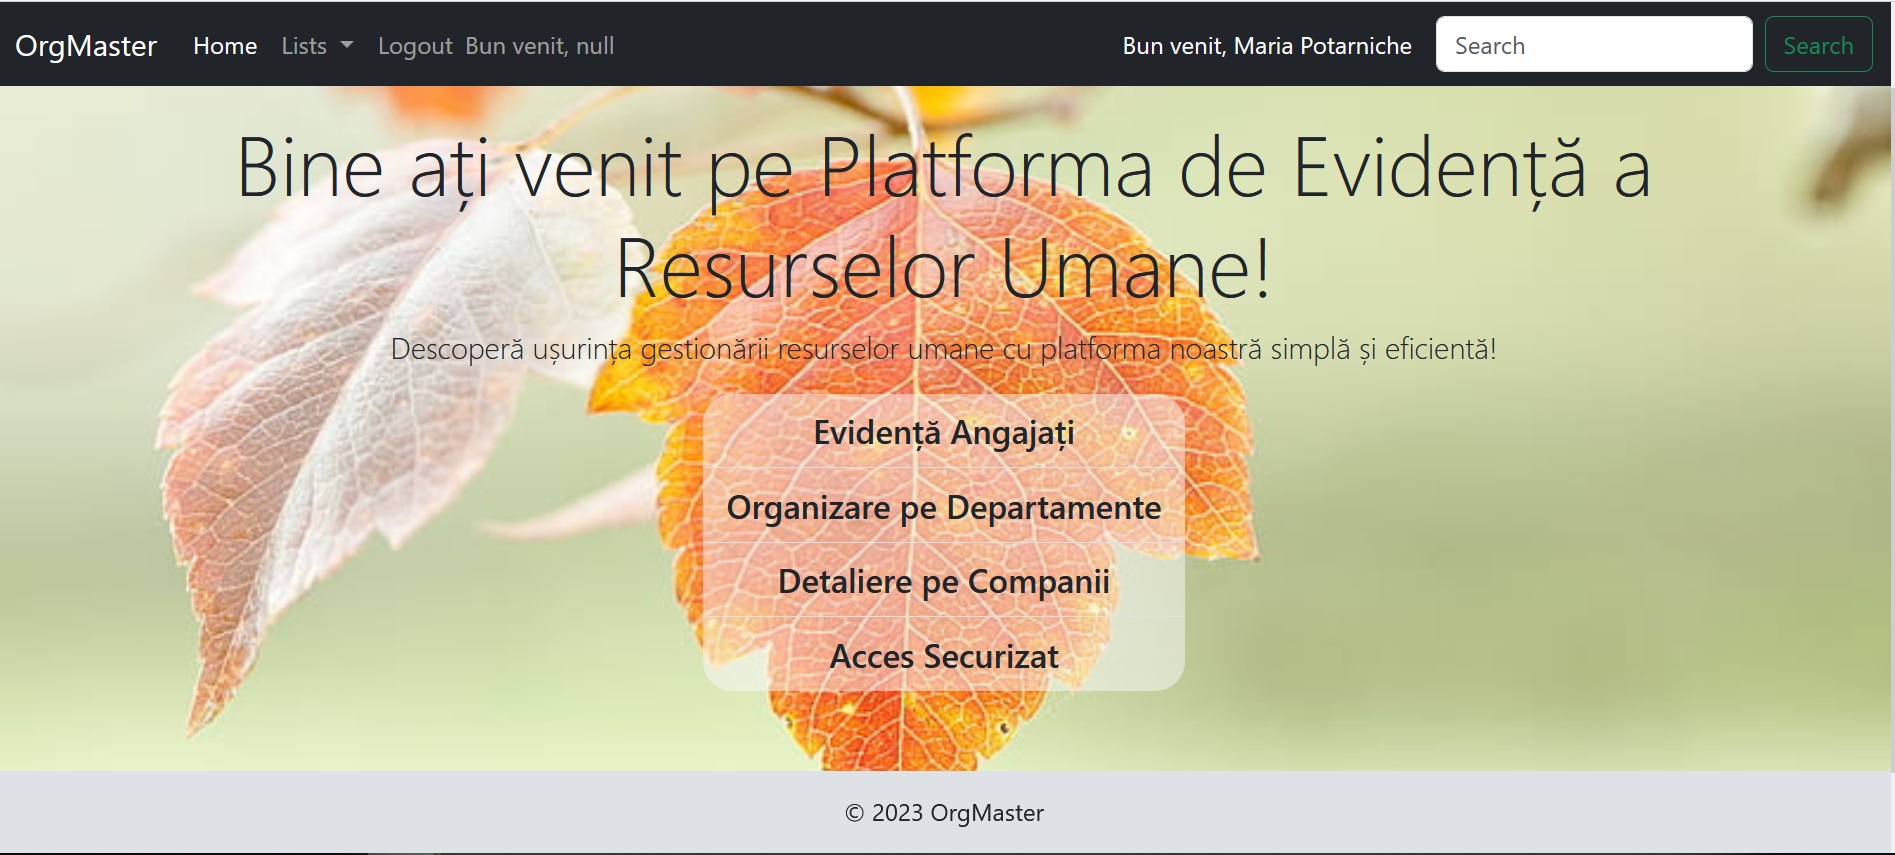 OrgMaster Home Lists Logout Bun venit, null Bun venit, Maria Potarniche Search Search
Bine ați venit pe Platforma de Evidență a
Resurselor Umane!
Descoperă ușurința gestionării resurselor umane cu platforma noastră simplă și eficientă!
Evidență Angajați
Organizare pe Departamente
Detaliere pe Companii
Acces Securizat
© 2023 OrgMaster